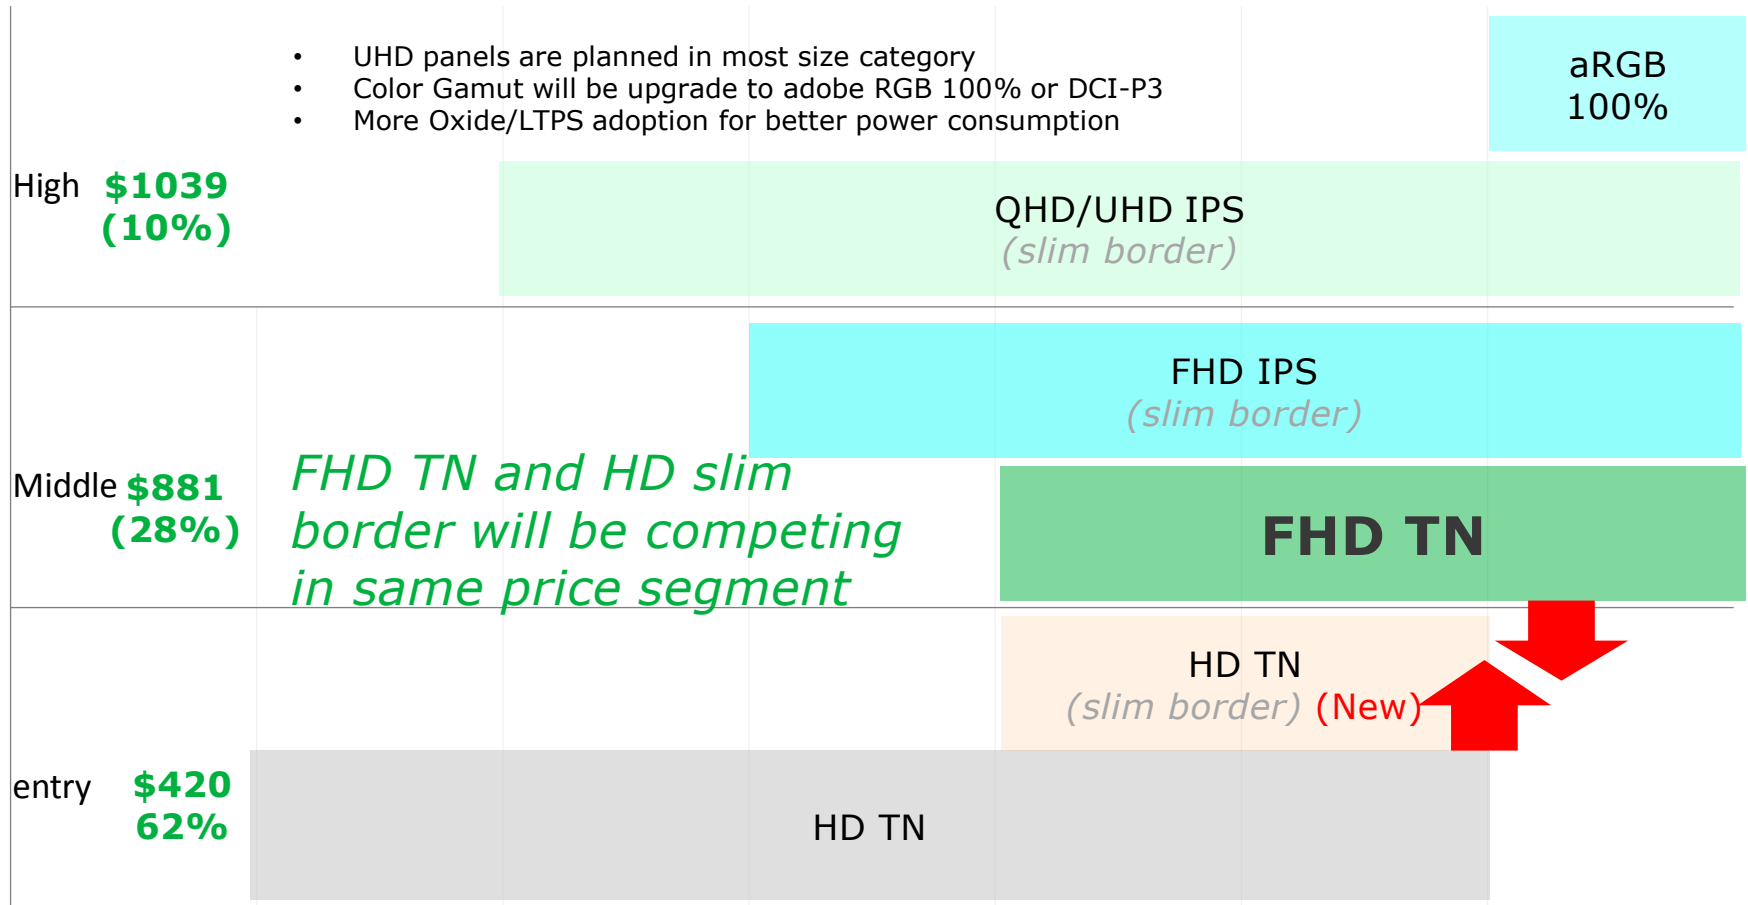 • UHD panels are planned in most size category
• Color Gamut will be upgrade to adobe RGB 100% or DCI-P3
• More Oxide/LTPS adoption for better power consumption
aRGB
100%
High $1039
(10%)
QHD/UHD IPS
(slim border)
FHD IPS
(slim border)
Middle $881
(28%)
FHD TN and HD slim
border will be competing
in same price segment
FHD TN
HD TN
(slim border) (New)
entry $420
62%
HD TN